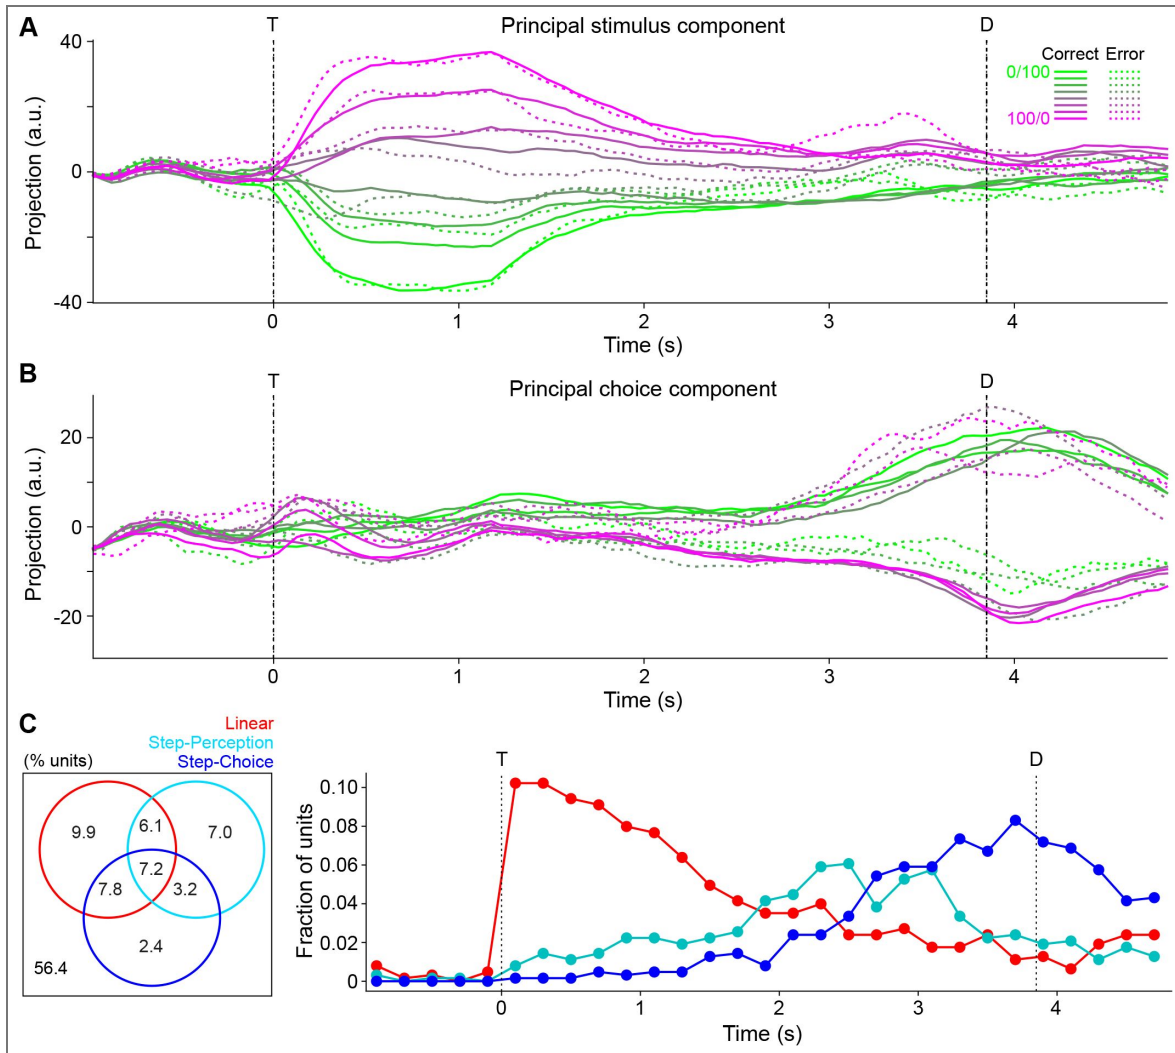 A
T
Principal stimulus component
D
40
0
-40
Projection (a.u.)
Correct Error
0/100
100/0
0 1 2 3 4
Time (s)
B
T
Principal choice component
D
20
0
-20
Projection (a.u.)
0 1 2 3 4
Time (s)
C
Linear
Step-Perception
Step-Choice
(% units)
9.9 6.1 7.0
7.2
7.8 3.2
2.4
56.4
T
D
0.10
0.08
0.06
0.04
0.02
0
Fraction of units
0 1 2 3 4
Time (s)